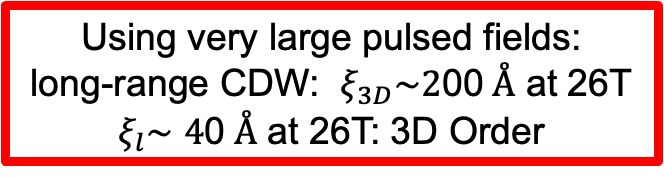 Using very large pulsed fields:
long-range CDW: ξ₃D~200 Å at 26T
ξₗ~ 40 Å at 26T: 3D Order